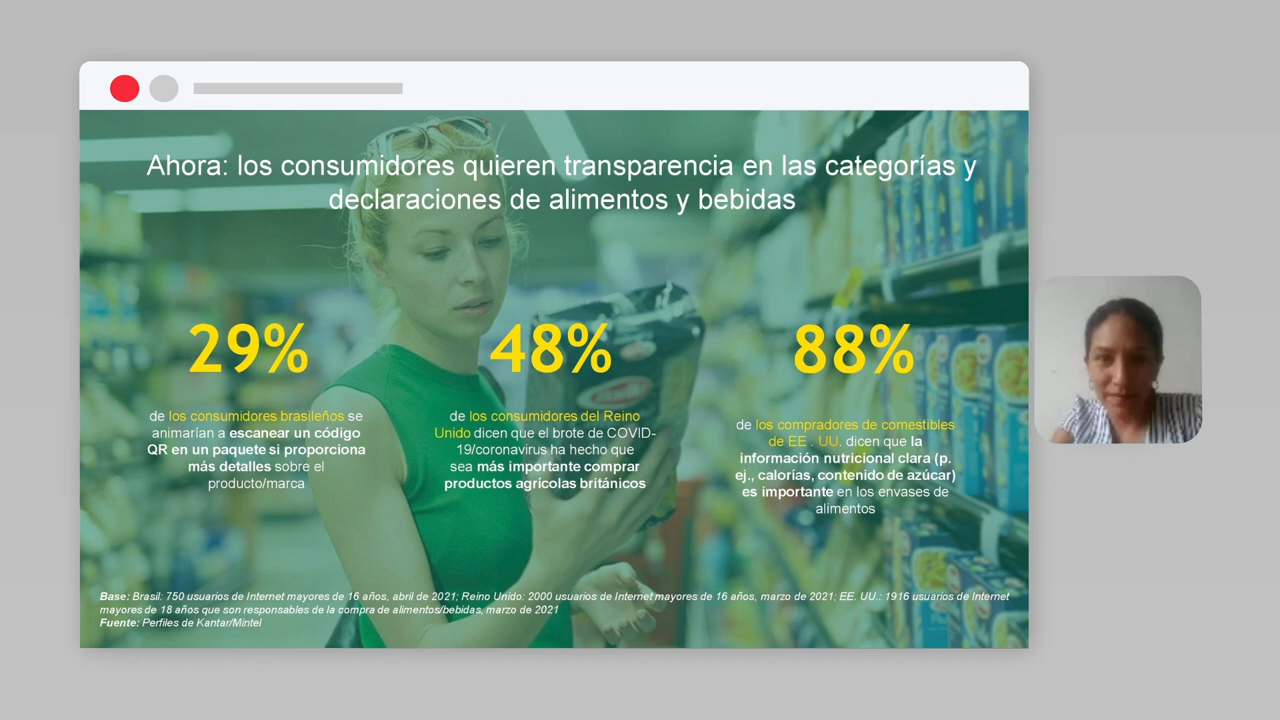 Ahora: los consumidores quieren transparencia en las categorías y
declaraciones de alimentos y bebidas
29%
de los consumidores brasileños se
animarían a escanear un código
QR en un paquete si proporciona
más detalles sobre el
producto/marca
48%
de los consumidores del Reino
Unido dicen que el brote de COVID-
19/coronavirus ha hecho que
sea más importante comprar
productos agrícolas británicos
88%
de los compradores de comestibles
de EE . UU. dicen que la
información nutricional clara (p.
ej., calorías, contenido de azúcar)
es importante en los envases de
alimentos
Base: Brasil: 750 usuarios de Internet mayores de 16 años, abril de 2021; Reino Unido: 2000 usuarios de Internet mayores de 16 años, marzo de 2021; EE. UU.: 1916 usuarios de Internet
mayores de 18 años que son responsables de la compra de alimentos/bebidas, marzo de 2021
Fuente: Perfiles de Kantar/Mintel